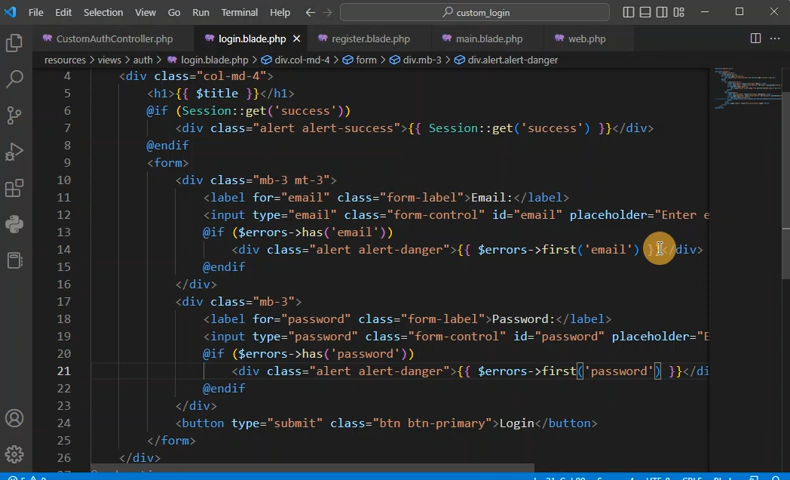 File Edit Selection View Go Run Terminal Help custom_login
CustomAuthController.php login.blade.php register.blade.php main.blade.php web.php
resources > views > auth > login.blade.php > div.col-md-4 > form > div.mb-3 > div.alert.alert-danger
4 <div class="col-md-4">
5 <h1>{{ $title }}</h1>
6 @if (Session::get('success'))
7 <div class="alert alert-success">{{ Session::get('success') }}</div>
8 @endif
9 <form>
10 <div class="mb-3 mt-3">
11 <label for="email" class="form-label">Email:</label>
12 <input type="email" class="form-control" id="email" placeholder="Enter e
13 @if ($errors->has('email'))
14 <div class="alert alert-danger">{{ $errors->first('email') }}</div>
15 @endif
16 </div>
17 <div class="mb-3">
18 <label for="password" class="form-label">Password:</label>
19 <input type="password" class="form-control" id="password" placeholder="E
20 @if ($errors->has('password'))
21 <div class="alert alert-danger">{{ $errors->first('password') }}</di
22 @endif
23 </div>
24 <button type="submit" class="btn btn-primary">Login</button>
25 </form>
26 </div>